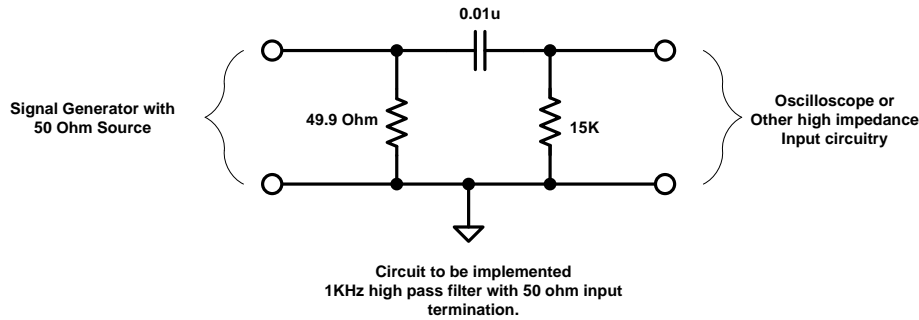 0.01u
Signal Generator with
50 Ohm Source
49.9 Ohm
15K
Oscilloscope or
Other high impedance
Input circuitry
Circuit to be implemented
1KHz high pass filter with 50 ohm input
termination.